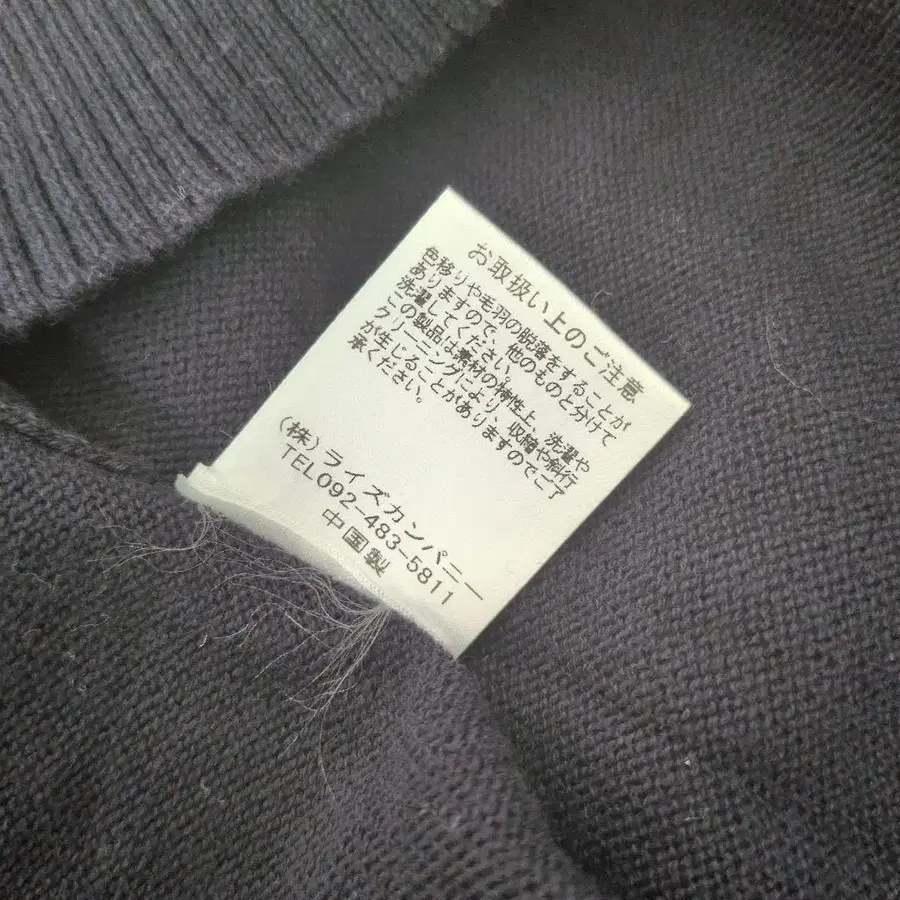 お取扱い上のご注意
色移りや毛羽の脱落をすることが
ありますので、他のものと分けて
洗濯してください。
この製品は素材の特性上、洗濯や
クリーニングにより、収縮や斜行
が生じることがありますのでご了
承ください。
(株)ライズカンパニー
TEL092-483-5811
中国製